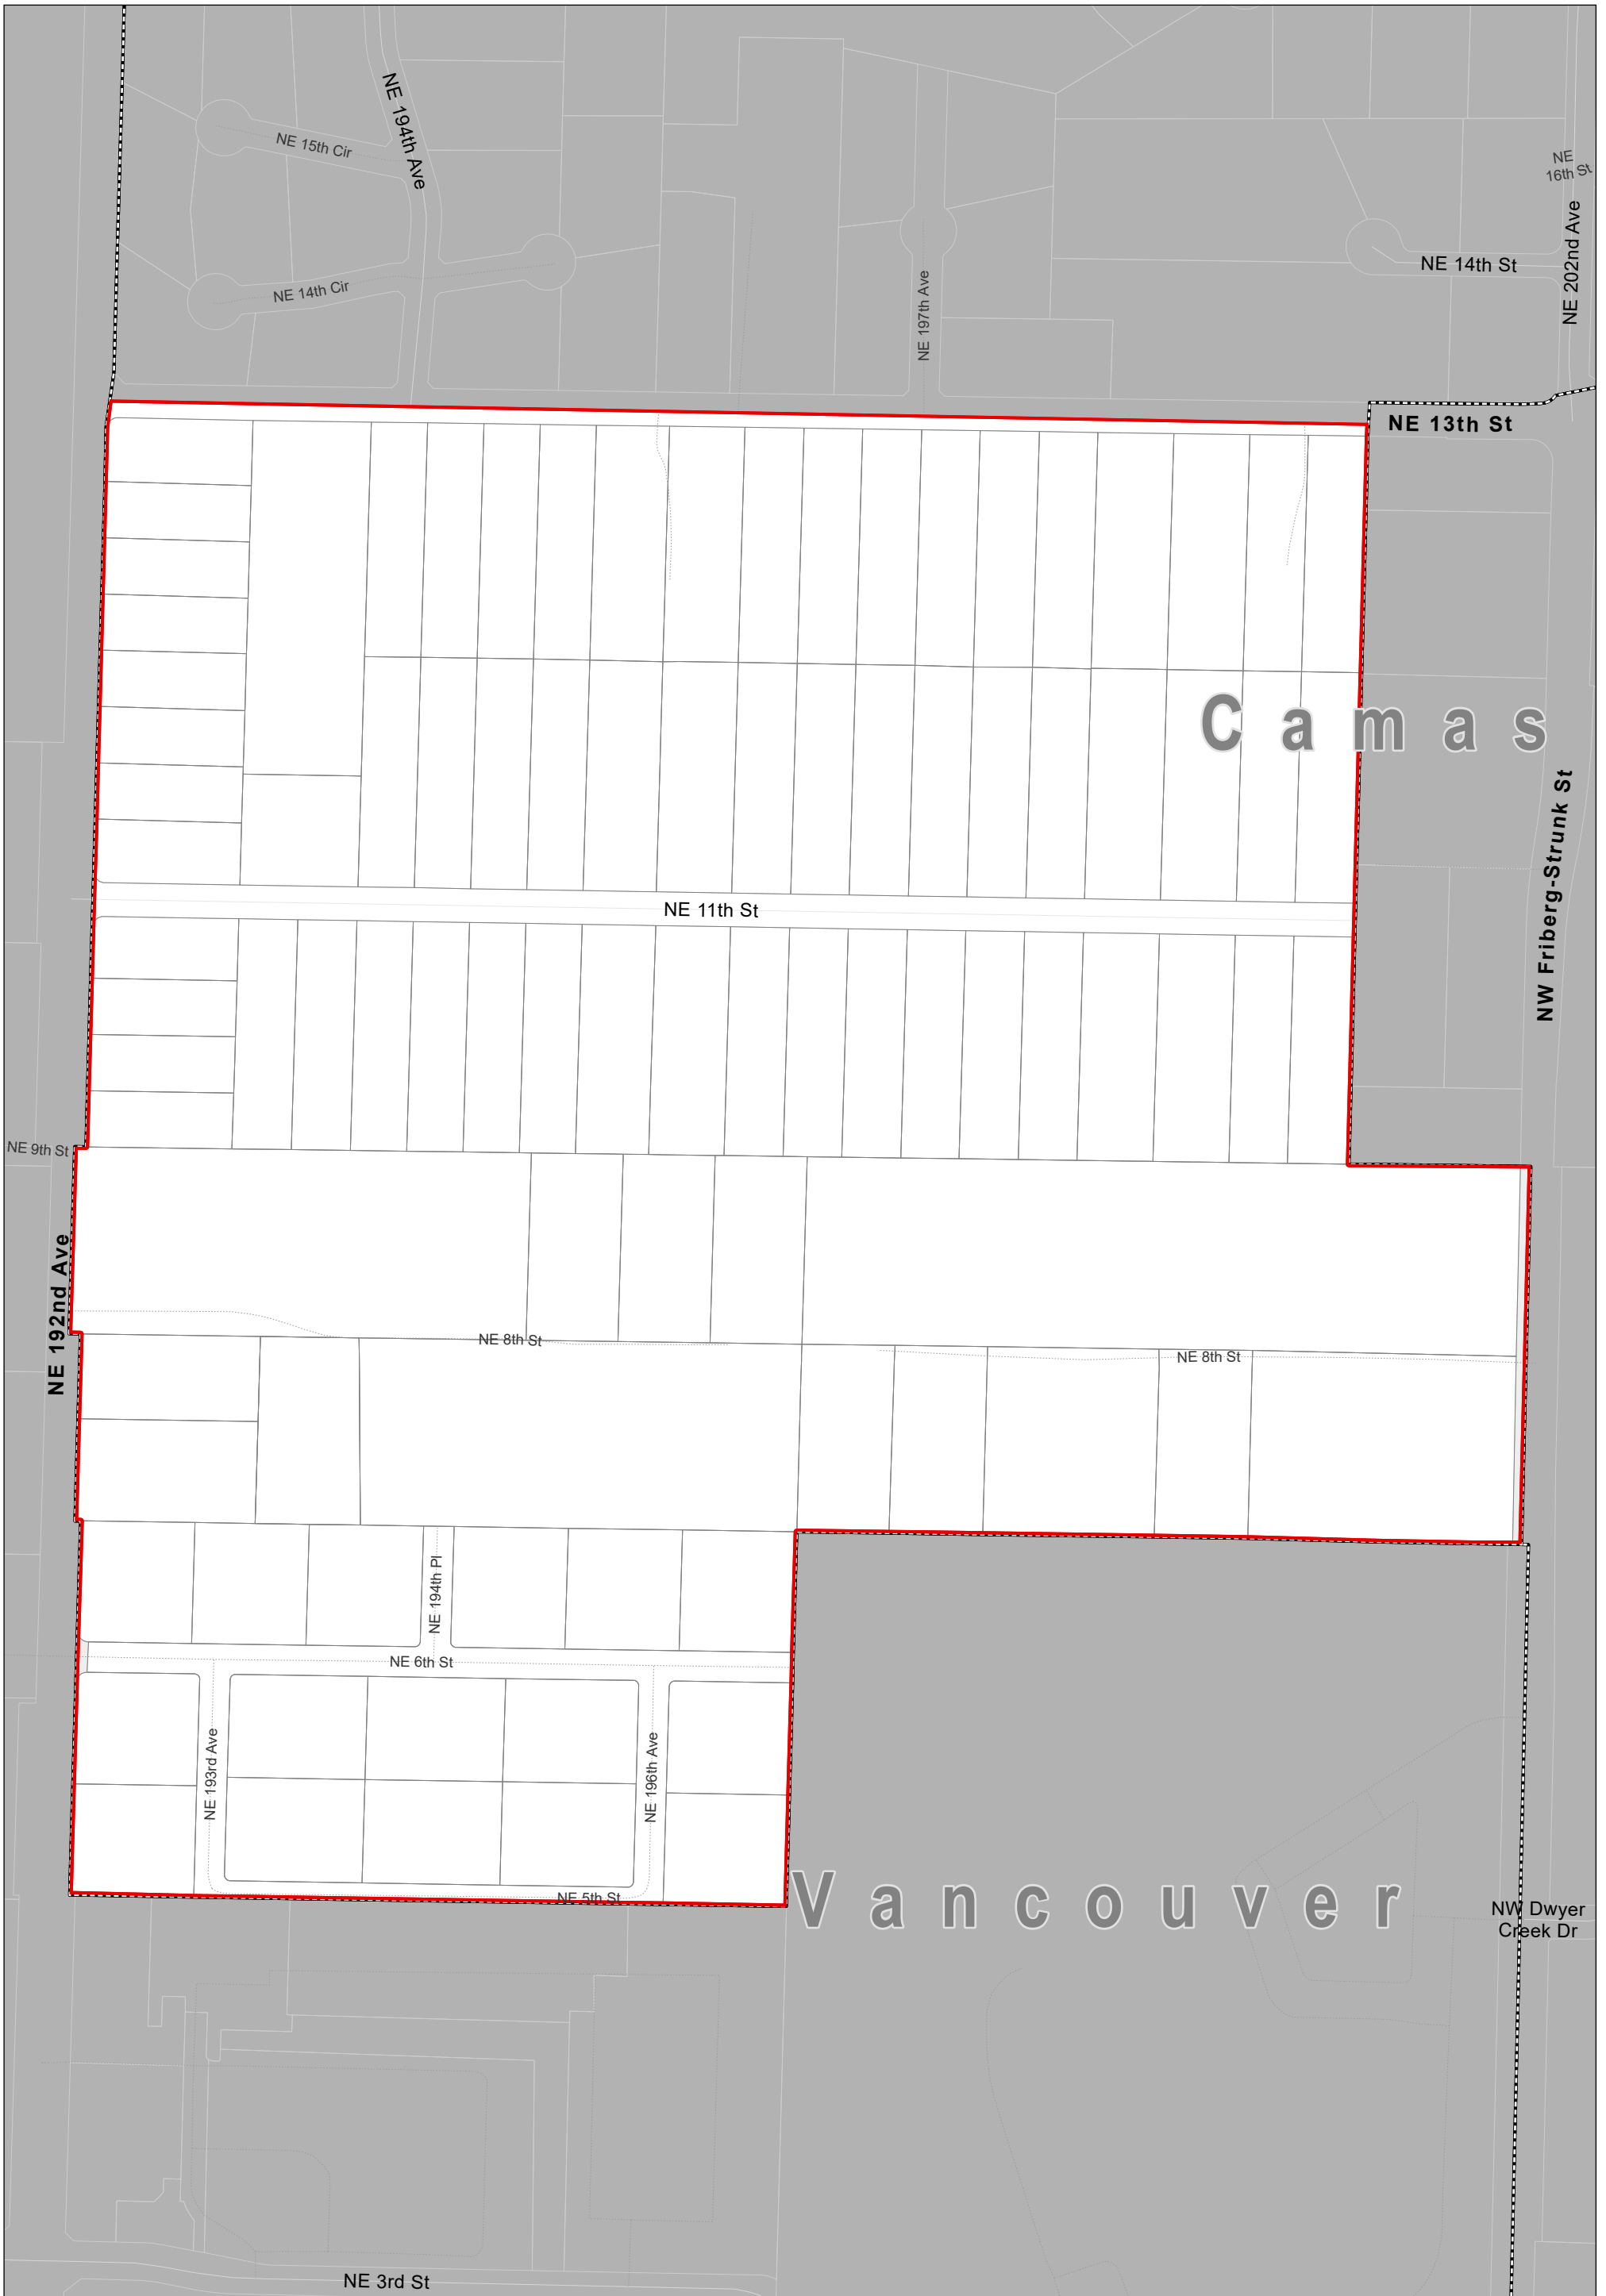 NE 194th Ave
NE 15th Cir
NE
16th St
NE 202nd Ave
NE 14th St
NE 14th Cir
NE 197th Ave
NE 13th St
Camas
NW Friberg-Strunk St
NE 11th St
NE 9th St
NE 192nd Ave
NE 8th St
NE 8th St
NE 194th Pl
NE 6th St
NE 193rd Ave
NE 196th Ave
NE 5th St
Vancouver
NW Dwyer
Creek Dr
NE 3rd St